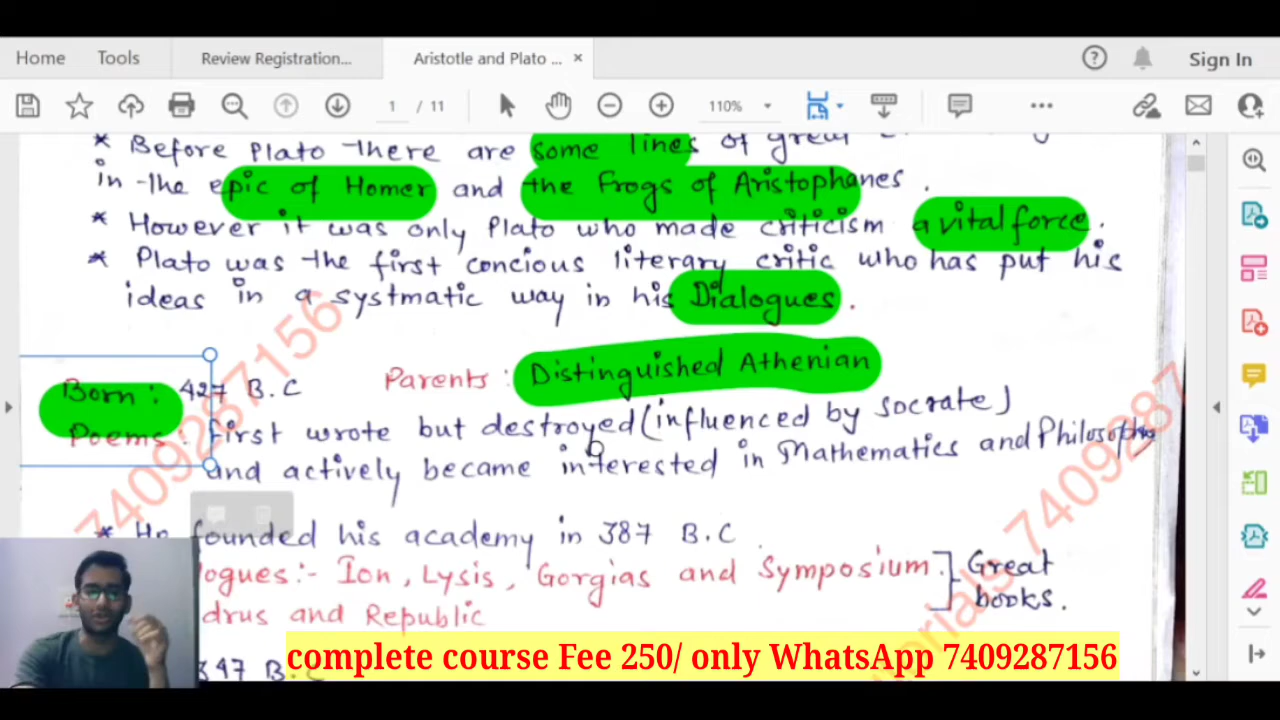 Home Tools Review Registration... Aristotle and Plato ... × Sign In
1 / 11 110%
* Before Plato there are some lines of great
in the epic of Homer and the Frogs of Aristophanes .
* However it was only Plato who made criticism a vital force .
* Plato was the first concious literary critic who has put his
ideas in a systmatic way in his Dialogues .
Born : 427 B.C Parents : Distinguished Athenian
Poems : First wrote but destroyed (influenced by Socrate)
and actively became interested in Mathematics and Philosophy
* He founded his academy in 387 B.C .
logues :- Ion , Lysis , Gorgias and Symposium . Great
drus and Republic books .
347 B.C
complete course Fee 250/ only WhatsApp 7409287156
7409287156
7409287